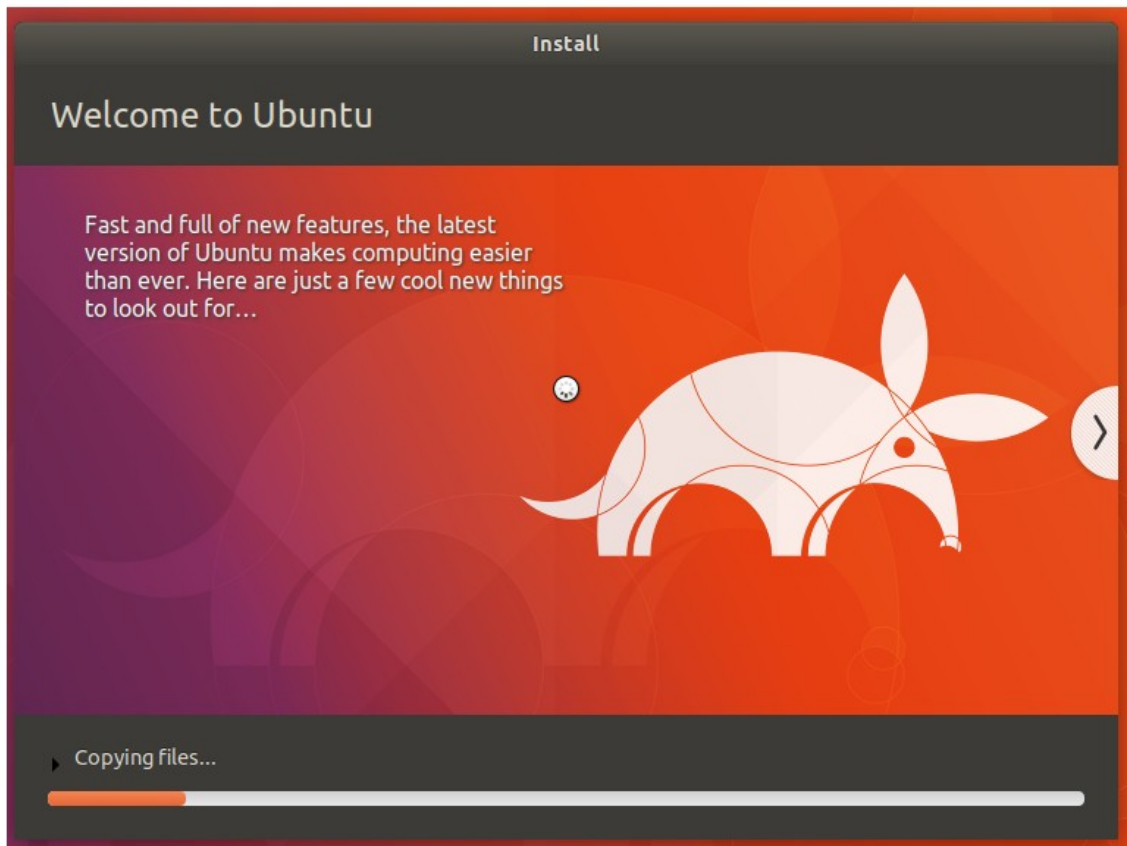 Install
Welcome to Ubuntu
Fast and full of new features, the latest
version of Ubuntu makes computing easier
than ever. Here are just a few cool new things
to look out for…
Copying files...